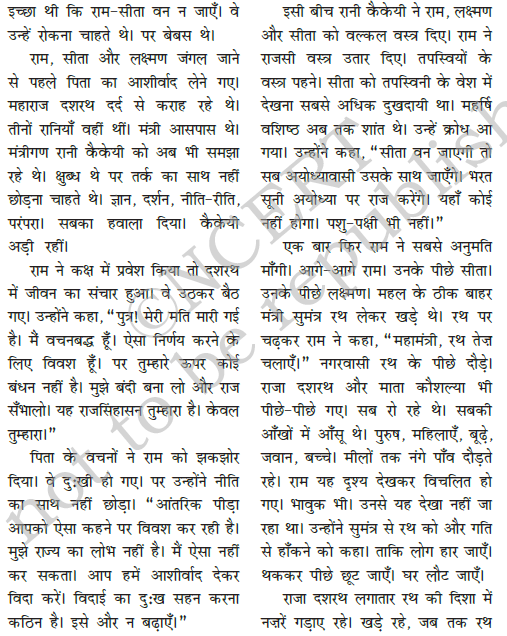 इच्छा थी कि राम-सीता वन न जाएँ। वे
उन्हें रोकना चाहते थे। पर बेबस थे।
राम, सीता और लक्ष्मण जंगल जाने
से पहले पिता का आशीर्वाद लेने गए।
महाराज दशरथ दर्द से कराह रहे थे।
तीनों रानियाँ वहीं थीं। मंत्री आसपास थे।
मंत्रीगण रानी कैकेयी को अब भी समझा
रहे थे। क्षुब्ध थे पर तर्क का साथ नहीं
छोड़ना चाहते थे। ज्ञान, दर्शन, नीति-रीति,
परंपरा। सबका हवाला दिया। कैकेयी
अड़ी रहीं।
राम ने कक्ष में प्रवेश किया तो दशरथ
में जीवन का संचार हुआ। वे उठकर बैठ
गए। उन्होंने कहा, “पुत्र! मेरी मति मारी गई
है। मैं वचनबद्ध हूँ। ऐसा निर्णय करने के
लिए विवश हूँ। पर तुम्हारे ऊपर कोई
बंधन नहीं है। मुझे बंदी बना लो और राज
सँभालो। यह राजसिंहासन तुम्हारा है। केवल
तुम्हारा।”
पिता के वचनों ने राम को झकझोर
दिया। वे दुःखी हो गए। पर उन्होंने नीति
का साथ नहीं छोड़ा। “आंतरिक पीड़ा
आपको ऐसा कहने पर विवश कर रही है।
मुझे राज्य का लोभ नहीं है। मैं ऐसा नहीं
कर सकता। आप हमें आशीर्वाद देकर
विदा करें। विदाई का दुःख सहन करना
कठिन है। इसे और न बढ़ाएँ।”
इसी बीच रानी कैकेयी ने राम, लक्ष्मण
और सीता को वल्कल वस्त्र दिए। राम ने
राजसी वस्त्र उतार दिए। तपस्वियों के
वस्त्र पहने। सीता को तपस्विनी के वेश में
देखना सबसे अधिक दुखदायी था। महर्षि
वशिष्ठ अब तक शांत थे। उन्हें क्रोध आ
गया। उन्होंने कहा, “सीता वन जाएगी तो
सब अयोध्यावासी उसके साथ जाएँगे। भरत
सूनी अयोध्या पर राज करेंगे। यहाँ कोई
नहीं होगा। पशु-पक्षी भी नहीं।”
एक बार फिर राम ने सबसे अनुमति
माँगी। आगे-आगे राम। उनके पीछे सीता।
उनके पीछे लक्ष्मण। महल के ठीक बाहर
मंत्री सुमंत्र रथ लेकर खड़े थे। रथ पर
चढ़कर राम ने कहा, “महामंत्री, रथ तेज़
चलाएँ।” नगरवासी रथ के पीछे दौड़े।
राजा दशरथ और माता कौशल्या भी
पीछे-पीछे गए। सब रो रहे थे। सबकी
आँखों में आँसू थे। पुरुष, महिलाएँ, बूढ़े,
जवान, बच्चे। मीलों तक नंगे पाँव दौड़ते
रहे। राम यह दृश्य देखकर विचलित हो
गए। भावुक भी। उनसे यह देखा नहीं जा
रहा था। उन्होंने सुमंत्र से रथ को और गति
से हाँकने को कहा। ताकि लोग हार जाएँ।
थककर पीछे छूट जाएँ। घर लौट जाएँ।
राजा दशरथ लगातार रथ की दिशा में
नज़रें गड़ाए रहे। खड़े रहे, जब तक रथ
©NCERT
not to be republish